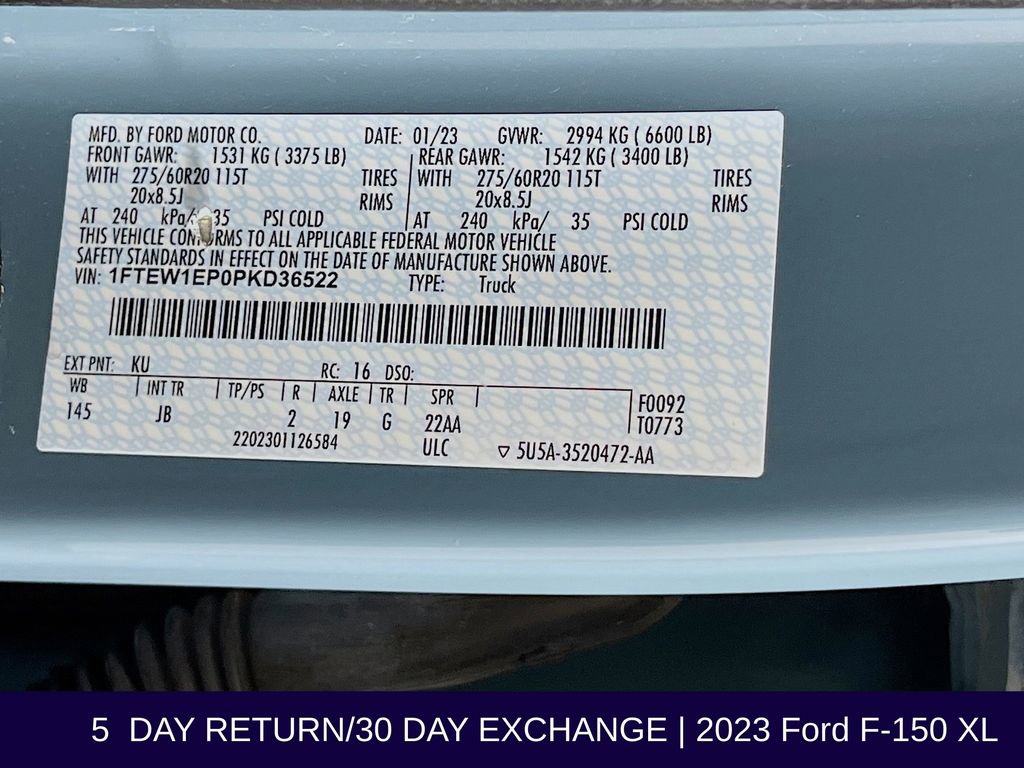 MFD. BY FORD MOTOR CO. DATE: 01/23 GVWR: 2994 KG ( 6600 LB)
FRONT GAWR: 1531 KG ( 3375 LB) REAR GAWR: 1542 KG ( 3400 LB)
WITH 275/60R20 115T TIRES WITH 275/60R20 115T TIRES
20x8.5J RIMS 20x8.5J RIMS
AT 240 kPa/ 35 PSI COLD AT 240 kPa/ 35 PSI COLD
THIS VEHICLE CONFORMS TO ALL APPLICABLE FEDERAL MOTOR VEHICLE
SAFETY STANDARDS IN EFFECT ON THE DATE OF MANUFACTURE SHOWN ABOVE.
VIN: 1FTEW1EP0PKD36522 TYPE: Truck
EXT PNT: KU RC: 16 DSO:
WB INT TR TP/PS R AXLE TR SPR F0092
145 JB 2 19 G 22AA T0773
2202301126584 ULC 5U5A-3520472-AA
5 DAY RETURN/30 DAY EXCHANGE | 2023 Ford F-150 XL